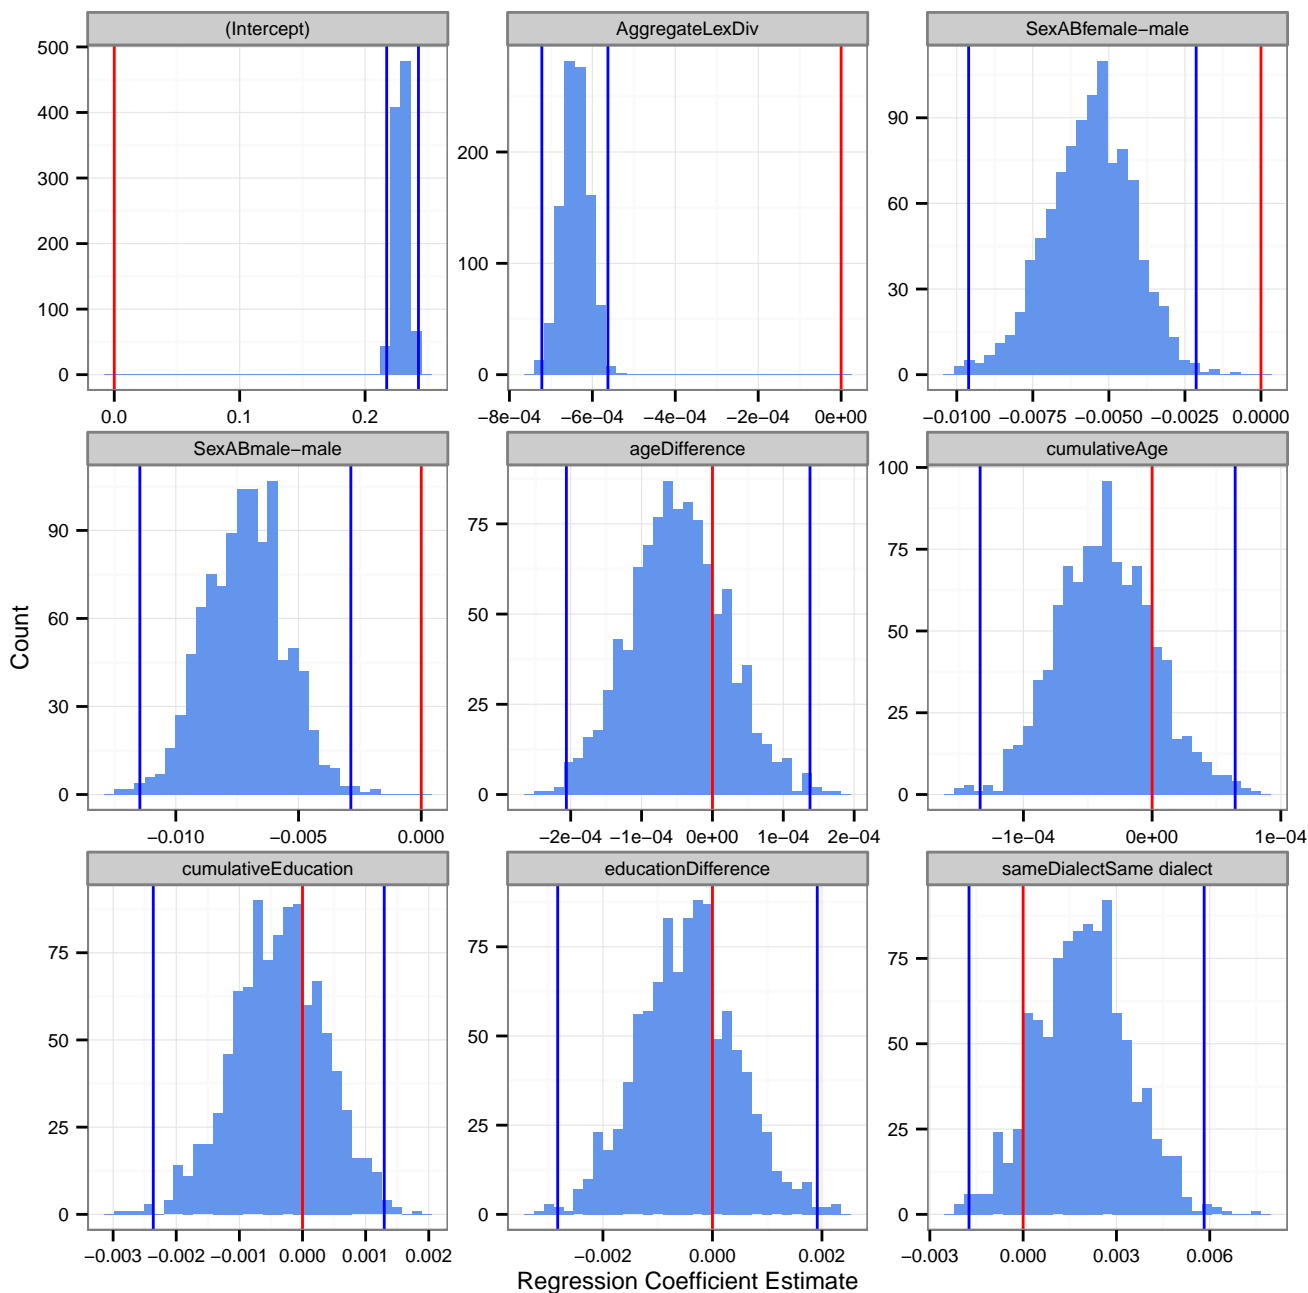 (Intercept)
AggregateLexDiv
SexABfemale−male
500
400
300
200
100
0
0.0
0.1
0.2
200
100
0
−8e−04
−6e−04
−4e−04
−2e−04
0e+00
90
60
30
0
−0.0100
−0.0075
−0.0050
−0.0025
0.0000
SexABmale−male
ageDifference
cumulativeAge
Count
90
60
30
0
−0.010
−0.005
0.000
75
50
25
0
−2e−04
−1e−04
0e+00
1e−04
2e−04
100
75
50
25
0
−1e−04
0e+00
1e−04
cumulativeEducation
educationDifference
sameDialectSame dialect
75
50
25
0
−0.003
−0.002
−0.001
0.000
0.001
0.002
75
50
25
0
−0.002
0.000
0.002
75
50
25
0
−0.003
0.000
0.003
0.006
Regression Coefficient Estimate